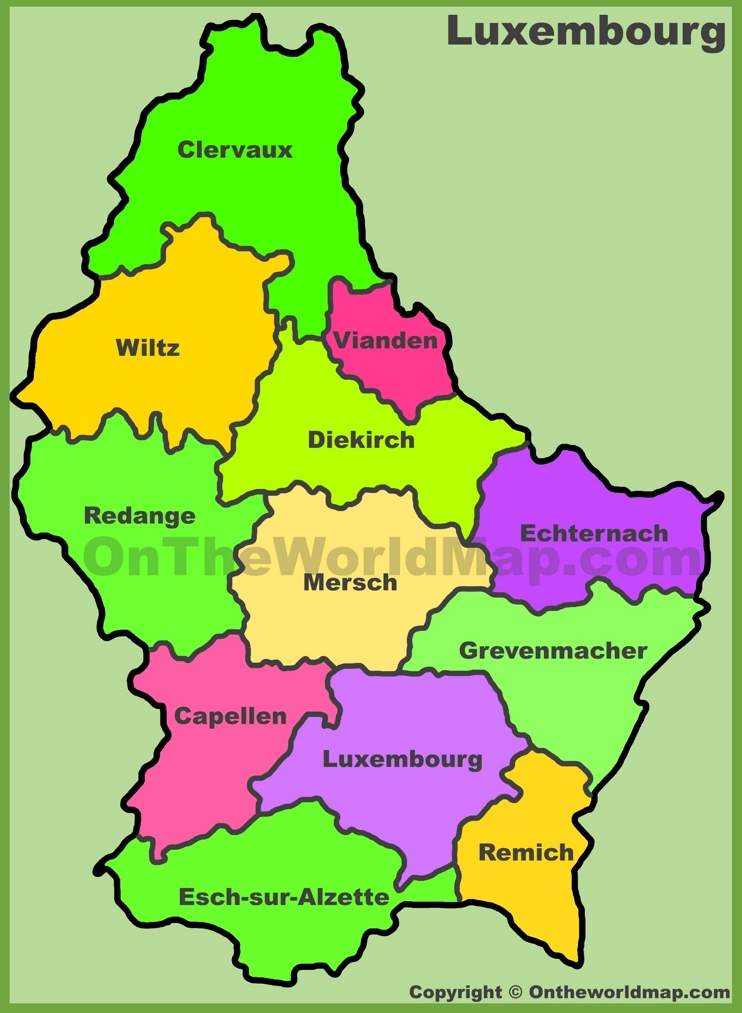 Luxembourg
Clervaux
Vianden
Wiltz
Diekirch
Redange
Echternach
OnTheWorldMap.com
Mersch
Grevenmacher
Capellen
Luxembourg
Remich
Esch-sur-Alzette
Copyright © Ontheworldmap.com